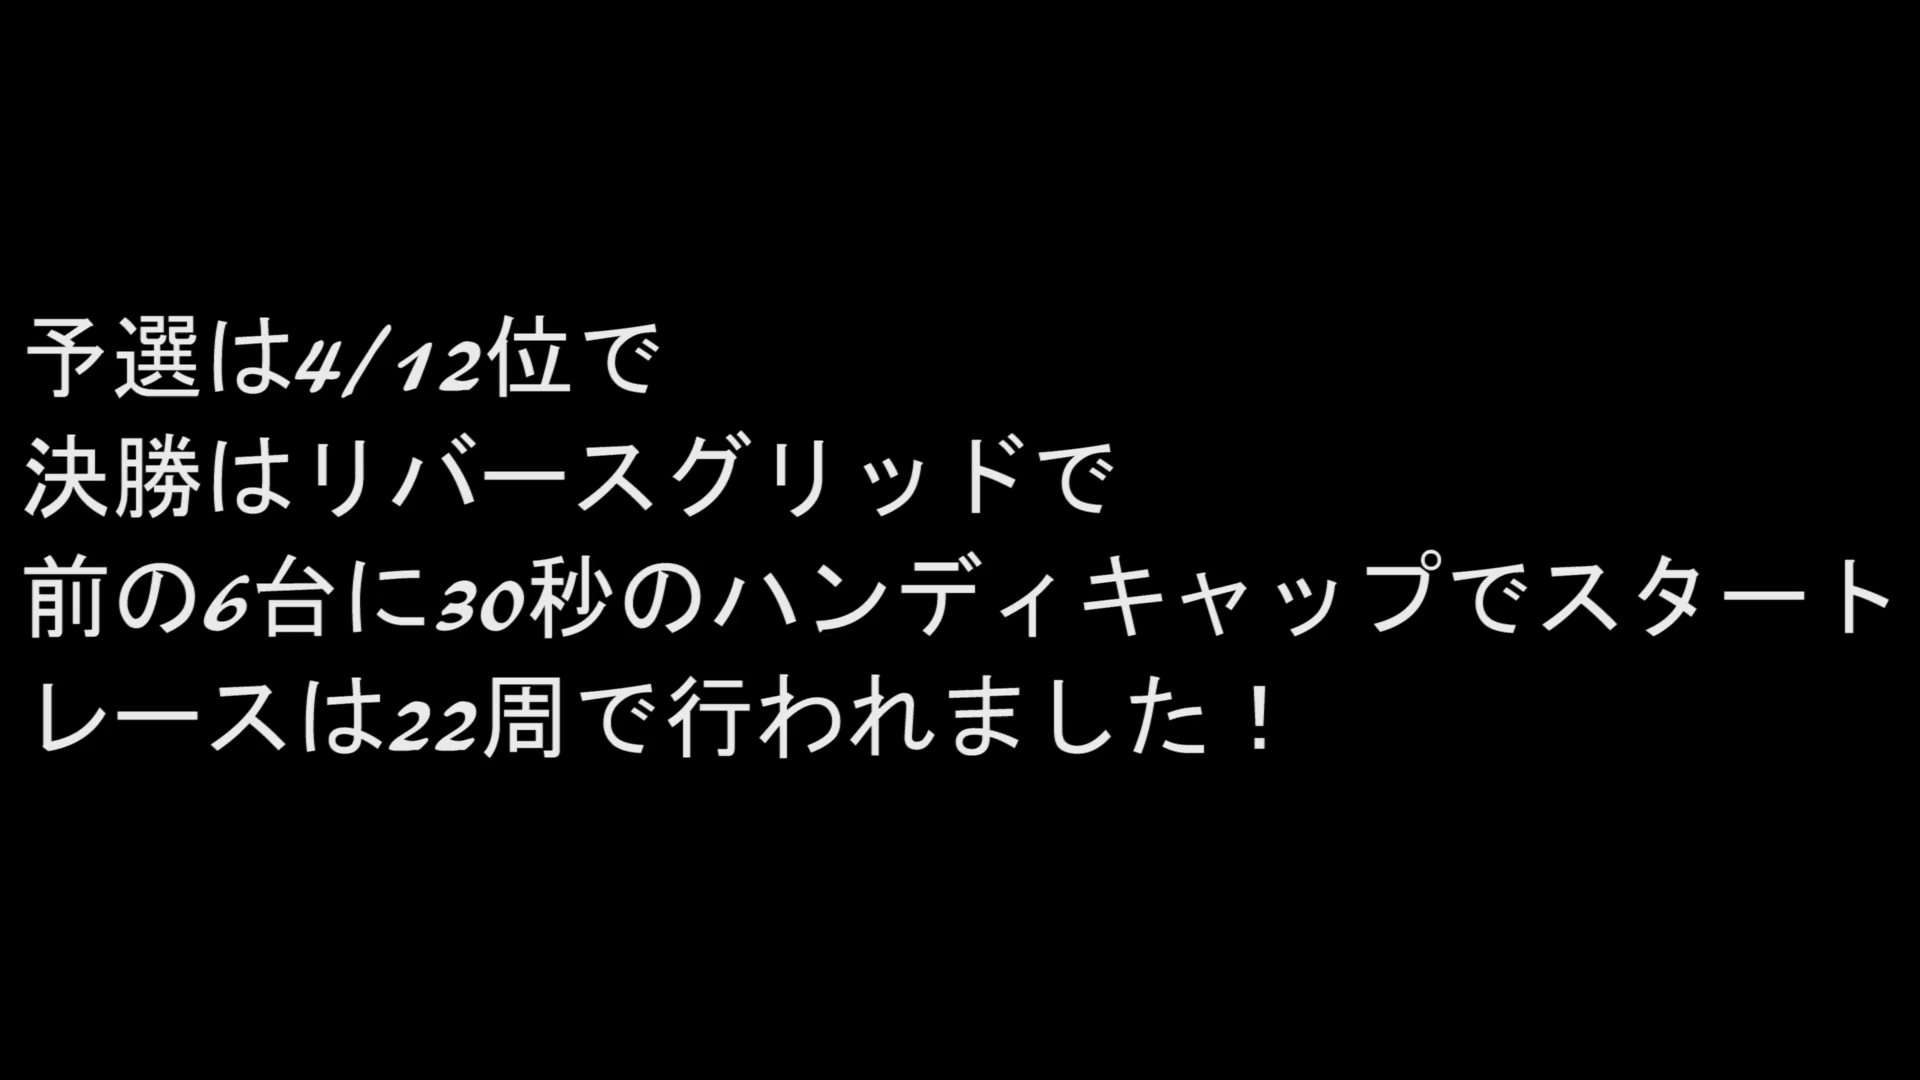 予選は4/12位で
決勝はリバースグリッドで
前の6台に30秒のハンディキャップでスタート
レースは22周で行われました！